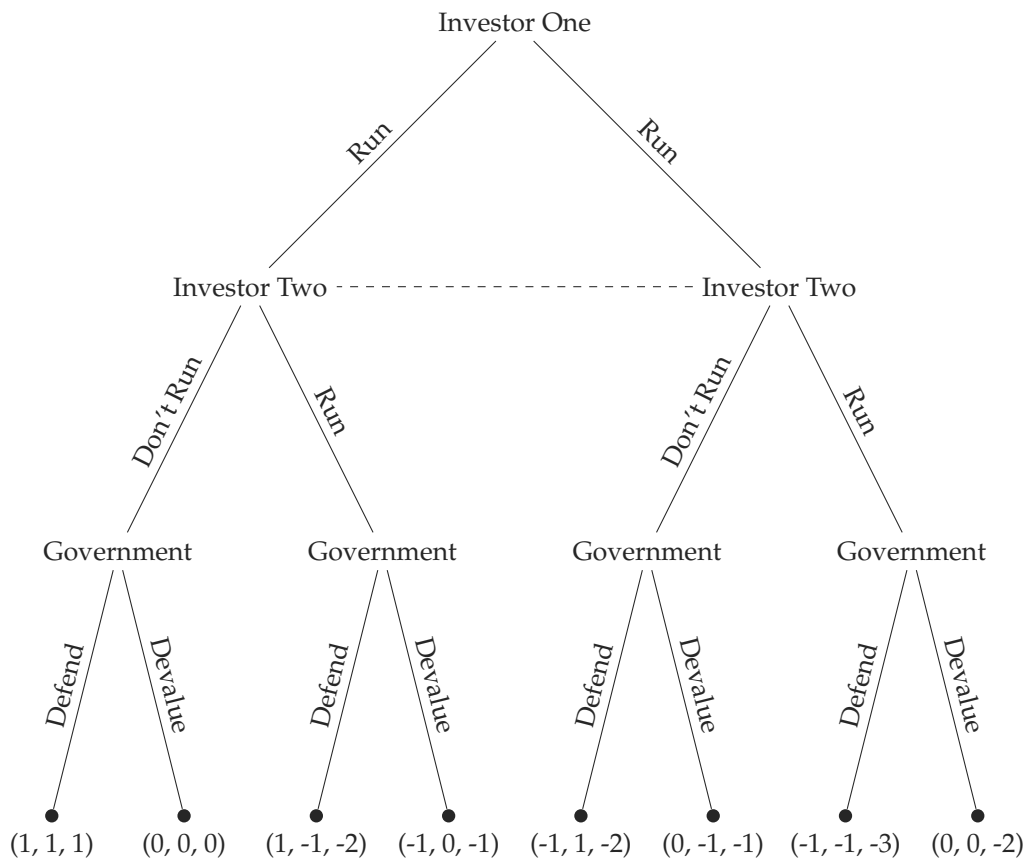 Investor One
Run
Run
Investor Two
Investor Two
Don't Run
Run
Don't Run
Run
Government
Government
Government
Government
Defend
Devalue
Defend
Devalue
Defend
Devalue
Defend
Devalue
(1, 1, 1)
(0, 0, 0)
(1, -1, -2)
(-1, 0, -1)
(-1, 1, -2)
(0, -1, -1)
(-1, -1, -3)
(0, 0, -2)